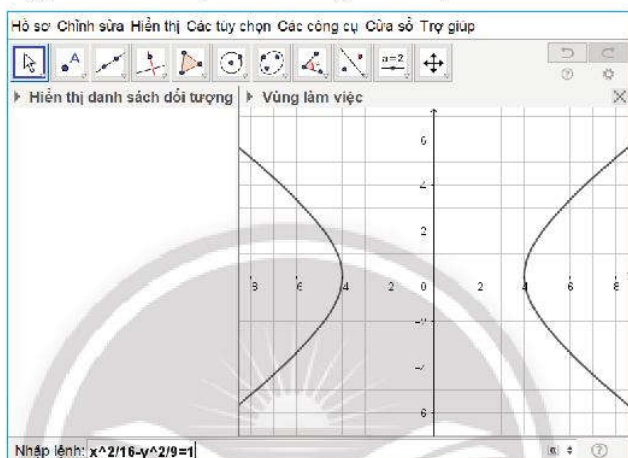 Hồ sơ Chỉnh sửa Hiển thị Các tùy chọn Các công cụ Cửa sổ Trợ giúp
A a=2
Hiển thị danh sách đối tượng Vùng làm việc
6
4
2
8 6 4 2 0 2 4 6 8
-2
-4
6
Nhập lệnh: x^2/16-y^2/9=1 α